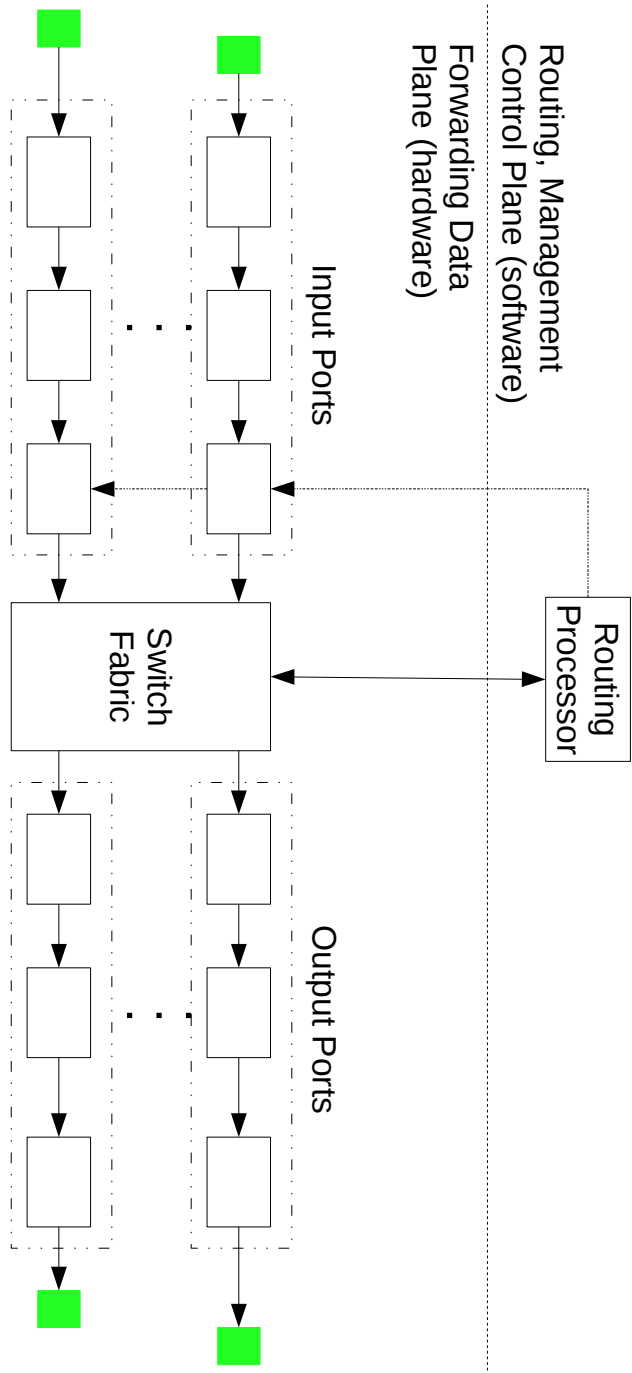 Routing, Management
Control Plane (software)
Routing
Processor
Forwarding Data
Plane (hardware)
Input Ports
Output Ports
Switch
Fabric